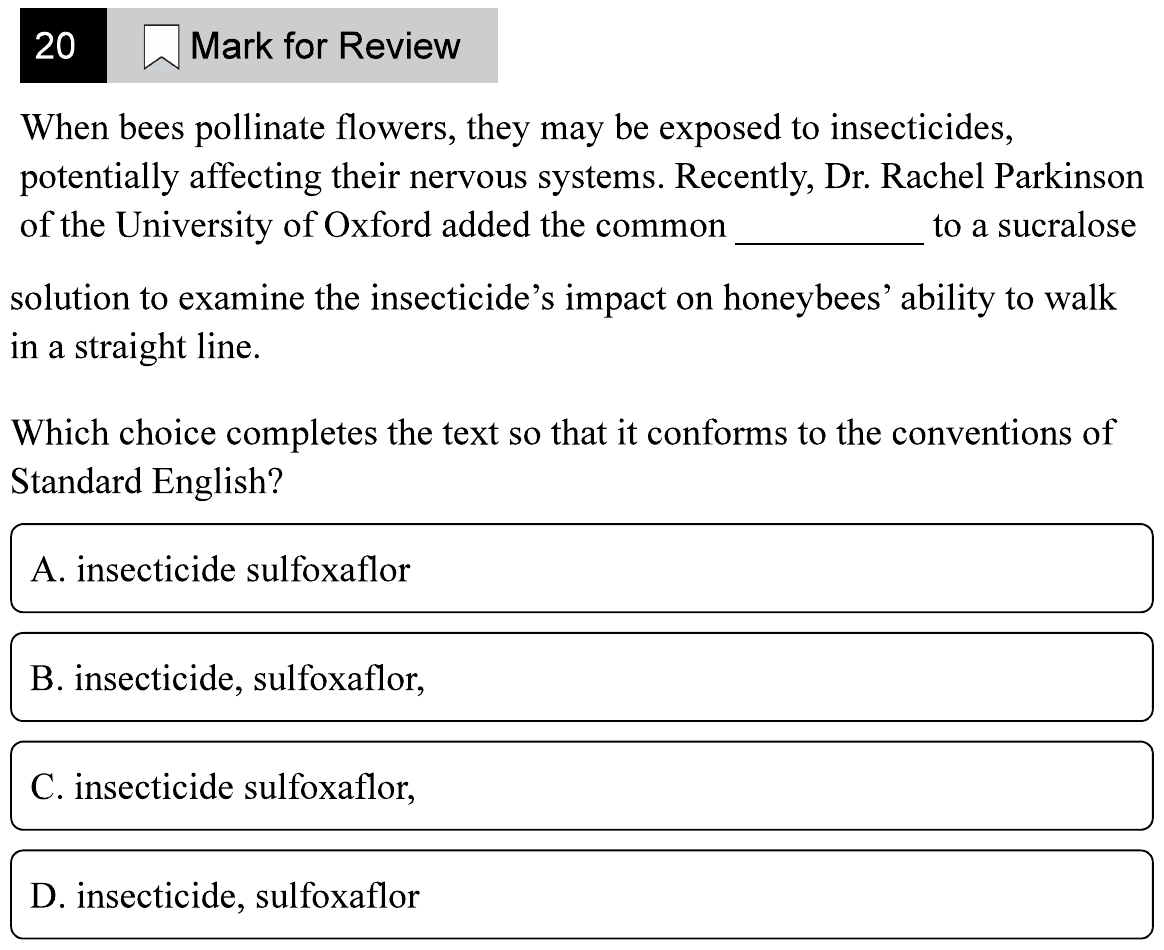 20 Mark for Review
When bees pollinate flowers, they may be exposed to insecticides,
potentially affecting their nervous systems. Recently, Dr. Rachel Parkinson
of the University of Oxford added the common __________ to a sucralose
solution to examine the insecticide’s impact on honeybees’ ability to walk
in a straight line.
Which choice completes the text so that it conforms to the conventions of
Standard English?
A. insecticide sulfoxaflor
B. insecticide, sulfoxaflor,
C. insecticide sulfoxaflor,
D. insecticide, sulfoxaflor